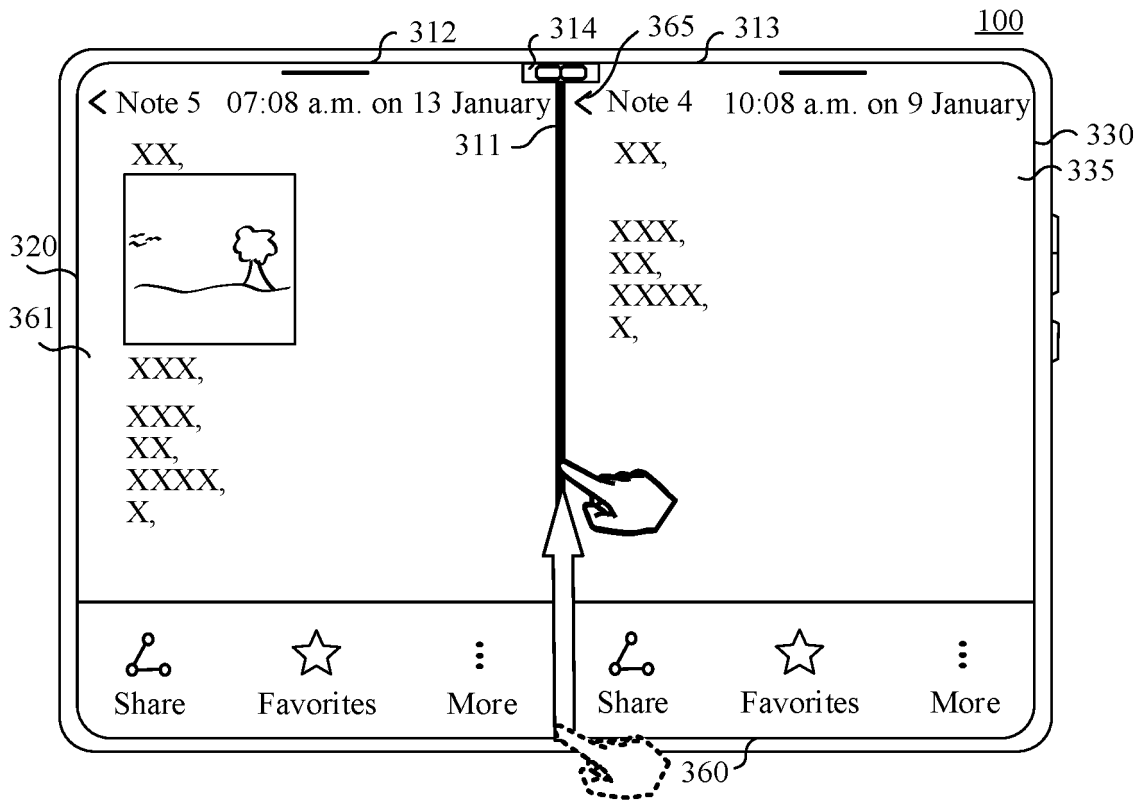 100
312 314 365 313
< Note 5 07:08 a.m. on 13 January
< Note 4 10:08 a.m. on 9 January
311
330
335
320
361
XX,
XXX,
XXX,
XX,
XXXX,
X,
XX,
XXX,
XX,
XXXX,
X,
Share Favorites More
Share Favorites More
360